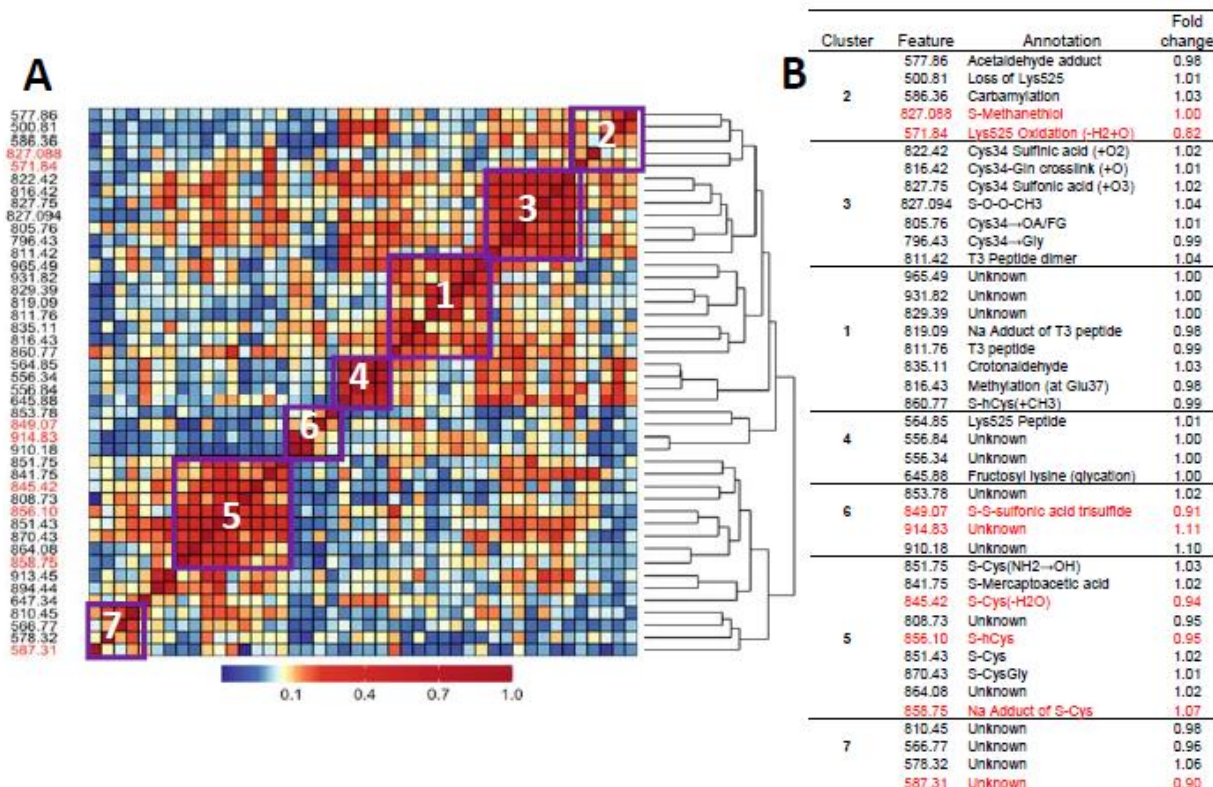 A
577.86
500.81
586.36
827.088
571.84
822.42
816.42
827.75
827.094
805.76
796.43
811.42
965.49
931.82
829.39
819.09
811.76
835.11
816.43
860.77
564.85
556.34
556.84
645.88
853.78
849.07
914.83
910.18
851.75
841.75
845.42
808.73
856.10
851.43
870.43
864.08
858.75
913.45
894.44
647.34
810.45
566.77
578.32
587.31
2
3
1
4
6
5
7
0.1 0.4 0.7 1.0
B
Fold
Cluster Feature Annotation change
577.86 Acetaldehyde adduct 0.98
500.81 Loss of Lys525 1.01
2 586.36 Carbamylation 1.03
827.088 S-Methanethiol 1.00
571.84 Lys525 Oxidation (-H2+O) 0.82
822.42 Cys34 Sulfinic acid (+O2) 1.02
816.42 Cys34-Gln crosslink (+O) 1.01
827.75 Cys34 Sulfonic acid (+O3) 1.02
3 827.094 S-O-O-CH3 1.04
805.76 Cys34→OA/FG 1.01
796.43 Cys34→Gly 0.99
811.42 T3 Peptide dimer 1.04
965.49 Unknown 1.00
931.82 Unknown 1.00
829.39 Unknown 1.00
1 819.09 Na Adduct of T3 peptide 0.98
811.76 T3 peptide 0.99
835.11 Crotonaldehyde 1.03
816.43 Methylation (at Glu37) 0.98
860.77 S-hCys(+CH3) 0.99
564.85 Lys525 Peptide 1.01
4 556.84 Unknown 1.00
556.34 Unknown 1.00
645.88 Fructosyl lysine (glycation) 1.00
853.78 Unknown 1.02
6 849.07 S-S-sulfonic acid trisulfide 0.91
914.83 Unknown 1.11
910.18 Unknown 1.10
851.75 S-Cys(NH2→OH) 1.03
841.75 S-Mercaptoacetic acid 1.02
845.42 S-Cys(-H2O) 0.94
808.73 Unknown 0.95
5 856.10 S-hCys 0.95
851.43 S-Cys 1.02
870.43 S-CysGly 1.01
864.08 Unknown 1.02
858.75 Na Adduct of S-Cys 1.07
810.45 Unknown 0.98
7 566.77 Unknown 0.96
578.32 Unknown 1.06
587.31 Unknown 0.90